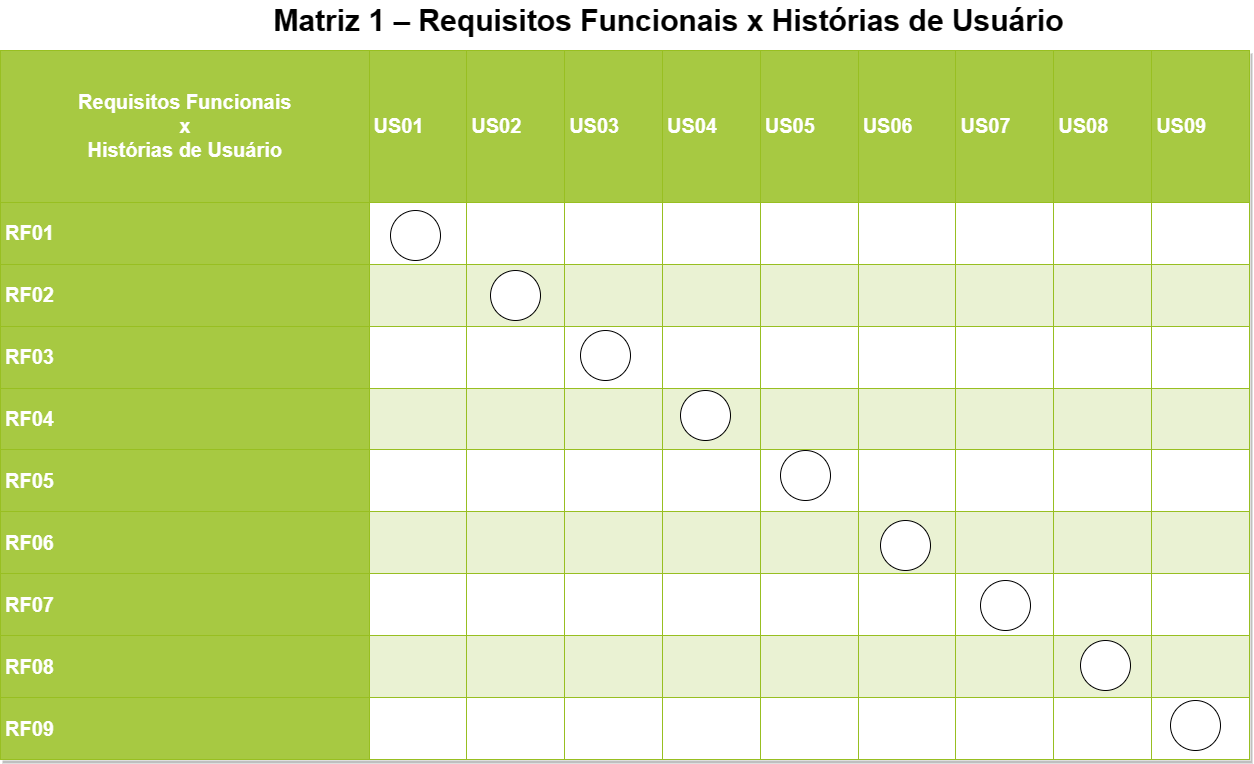 Matriz 1 – Requisitos Funcionais x Histórias de Usuário
Requisitos Funcionais
x
Histórias de Usuário
US01 US02 US03 US04 US05 US06 US07 US08 US09
RF01
RF02
RF03
RF04
RF05
RF06
RF07
RF08
RF09